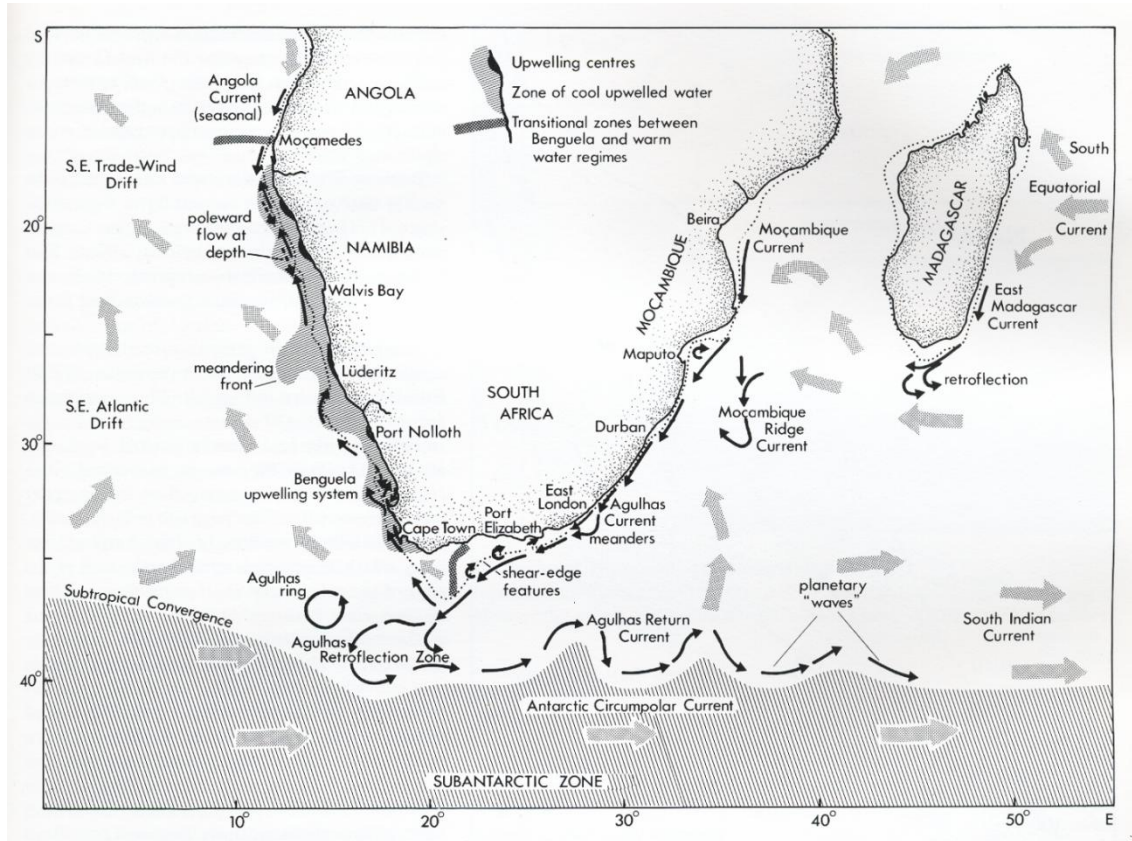 S
Angola
Current
(seasonal)
ANGOLA
Upwelling centres
Zone of cool upwelled water
Transitional zones between
Benguela and warm
water regimes
Moçamedes
S.E. Trade-Wind
Drift
South
Equatorial
Current
20°
poleward
flow at
depth
NAMIBIA
Beira
Moçambique
Current
MADAGASCAR
Walvis Bay
MOÇAMBIQUE
East
Madagascar
Current
meandering
front
Lüderitz
Maputo
retroflection
S.E. Atlantic
Drift
SOUTH
AFRICA
Moçambique
Ridge
Current
30°
Port Nolloth
Durban
Benguela
upwelling system
East
London
Agulhas
Current
meanders
Cape Town
Port
Elizabeth
shear-edge
features
Agulhas
ring
planetary
"waves"
Subtropical Convergence
Agulhas
Retroflection Zone
Agulhas Return
Current
South Indian
Current
40°
Antarctic Circumpolar Current
SUBANTARCTIC ZONE
10°
20°
30°
40°
50°
E